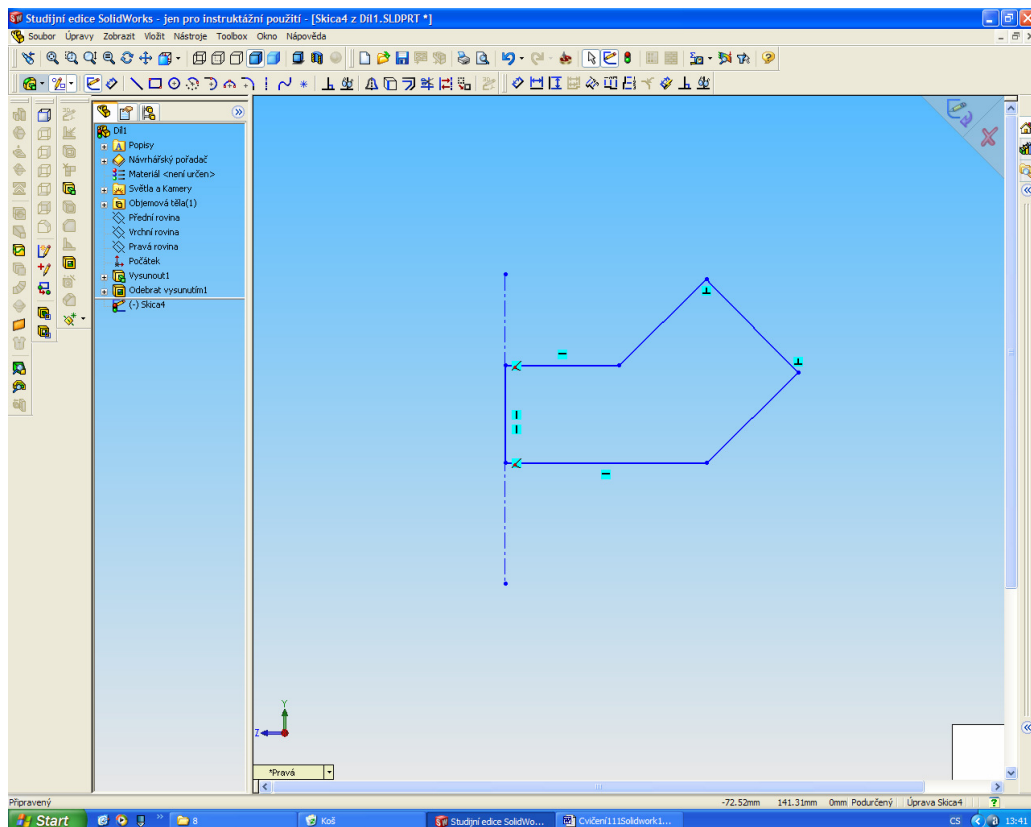 Studijní edice SolidWorks - jen pro instruktážní použití - [Skica4 z Díl1.SLDPRT *]
Soubor Úpravy Zobrazit Vložit Nástroje Toolbox Okno Nápověda
Díl1
Popisy
Návrhářský pořadač
Materiál <není určen>
Světla a Kamery
Objemová těla(1)
Přední rovina
Vrchní rovina
Pravá rovina
Počátek
Vysunout1
Odebrat vysunutím1
(-) Skica4
Y
Z
*Pravá
Připravený -72.52mm 141.31mm 0mm Podurčený Úprava Skica4
Start 8 Koš Studijní edice SolidWo... Cvičení111Solidwork1... CS 13:41